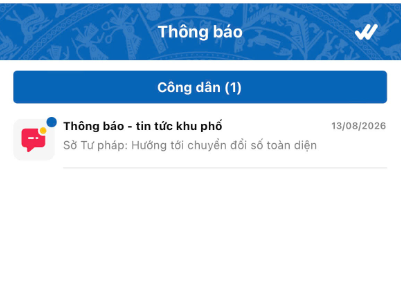 Thông báo
Công dân (1)
Thông báo - tin tức khu phố
13/08/2026
Sở Tư pháp: Hướng tới chuyển đổi số toàn diện